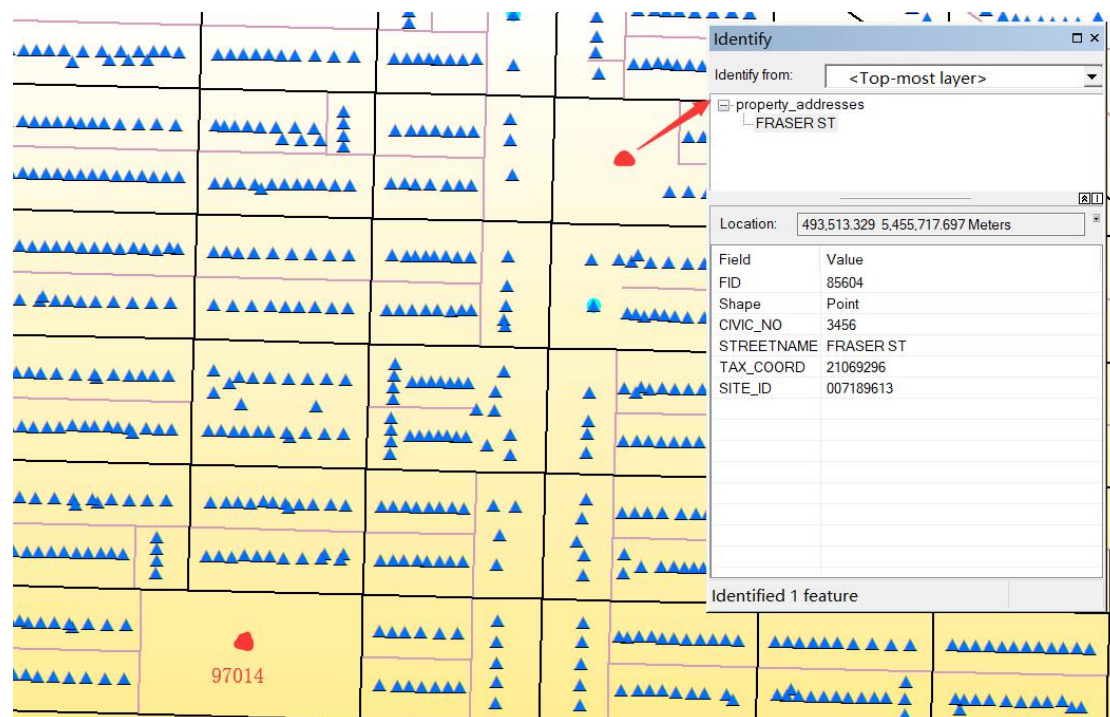 Identify
Identify from: <Top-most layer>
property_addresses
FRASER ST
Location: 493,513.329 5,455,717.697 Meters
Field Value
FID 85604
Shape Point
CIVIC_NO 3456
STREETNAME FRASER ST
TAX_COORD 21069296
SITE_ID 007189613
Identified 1 feature
97014